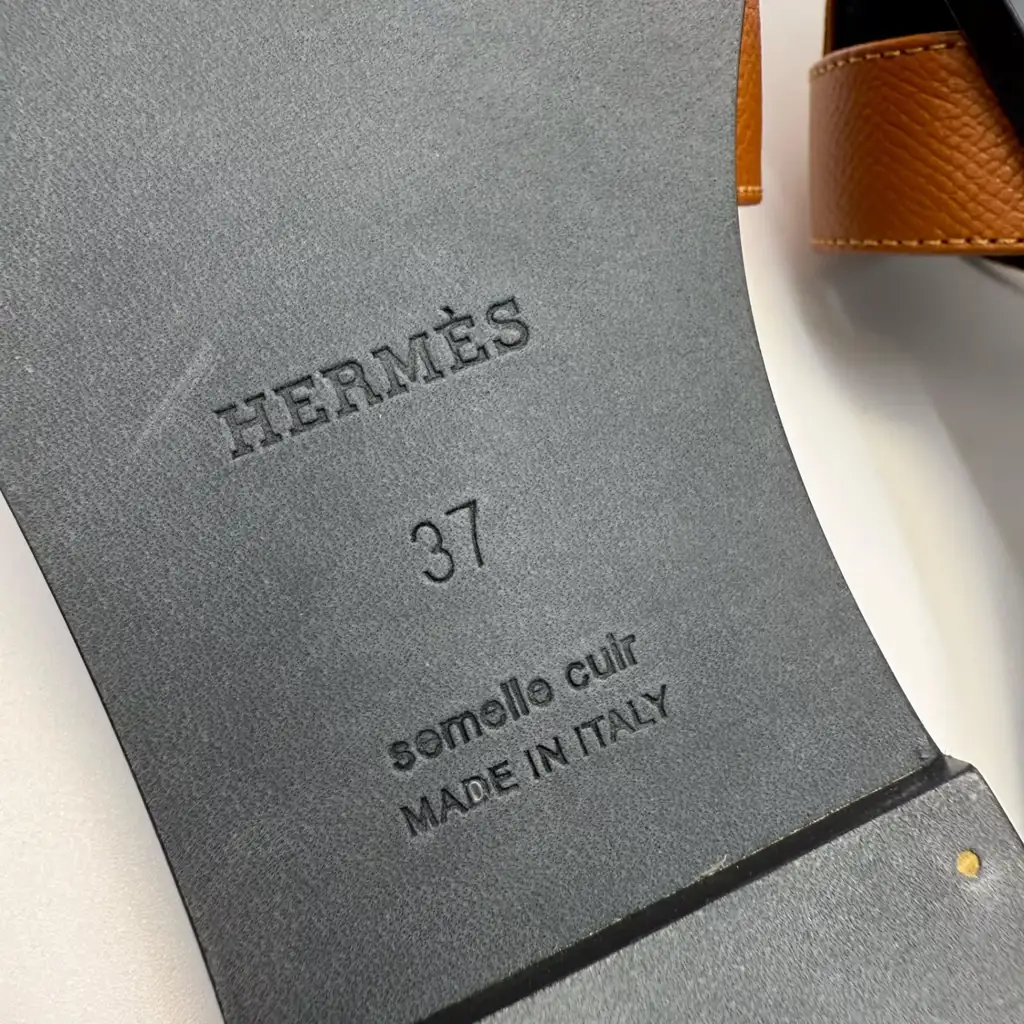 HERMÈS
37
semelle cuir
MADE IN ITALY